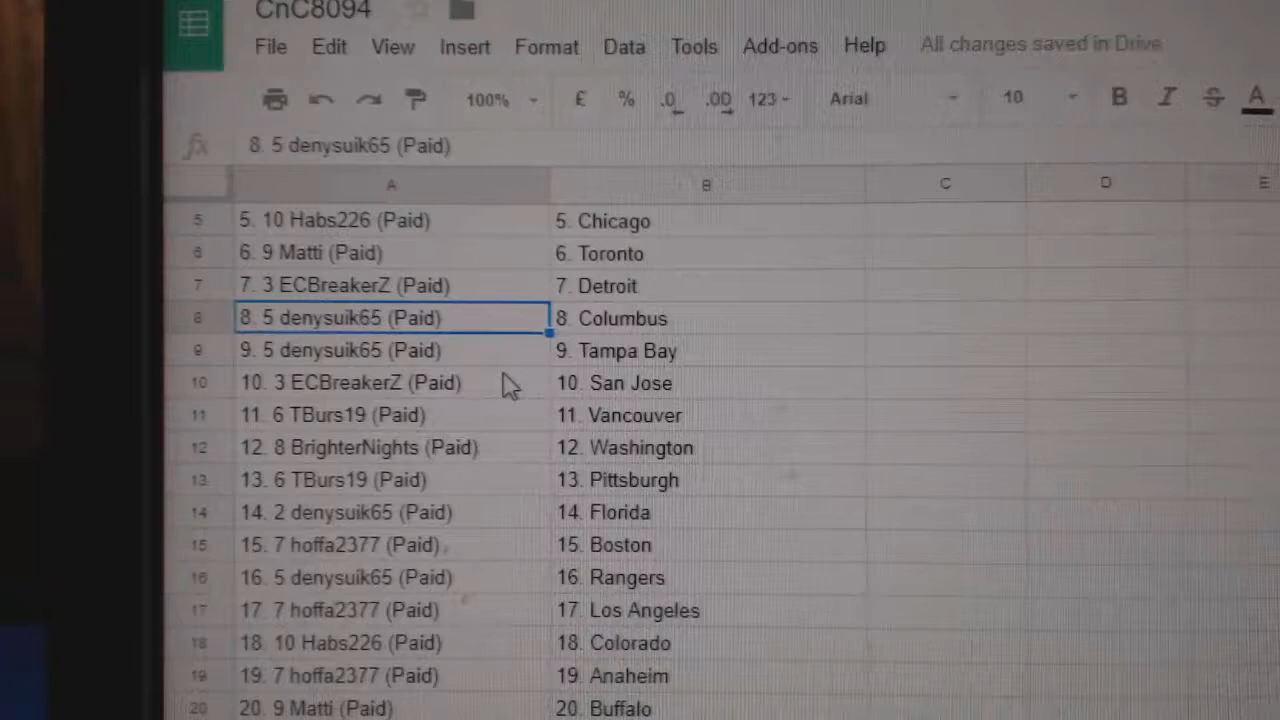 CnC8094
File Edit View Insert Format Data Tools Add-ons Help All changes saved in Drive
100% £ % .0 .00 123 Arial 10 B I S A
fx 8. 5 denysuik65 (Paid)
A B C D E
5 5. 10 Habs226 (Paid) 5. Chicago
6 6. 9 Matti (Paid) 6. Toronto
7 7. 3 ECBreakerZ (Paid) 7. Detroit
8 8. 5 denysuik65 (Paid) 8. Columbus
9 9. 5 denysuik65 (Paid) 9. Tampa Bay
10 10. 3 ECBreakerZ (Paid) 10. San Jose
11 11. 6 TBurs19 (Paid) 11. Vancouver
12 12. 8 BrighterNights (Paid) 12. Washington
13 13. 6 TBurs19 (Paid) 13. Pittsburgh
14 14. 2 denysuik65 (Paid) 14. Florida
15 15. 7 hoffa2377 (Paid) 15. Boston
16 16. 5 denysuik65 (Paid) 16. Rangers
17 17. 7 hoffa2377 (Paid) 17. Los Angeles
18 18. 10 Habs226 (Paid) 18. Colorado
19 19. 7 hoffa2377 (Paid) 19. Anaheim
20 20. 9 Matti (Paid) 20. Buffalo